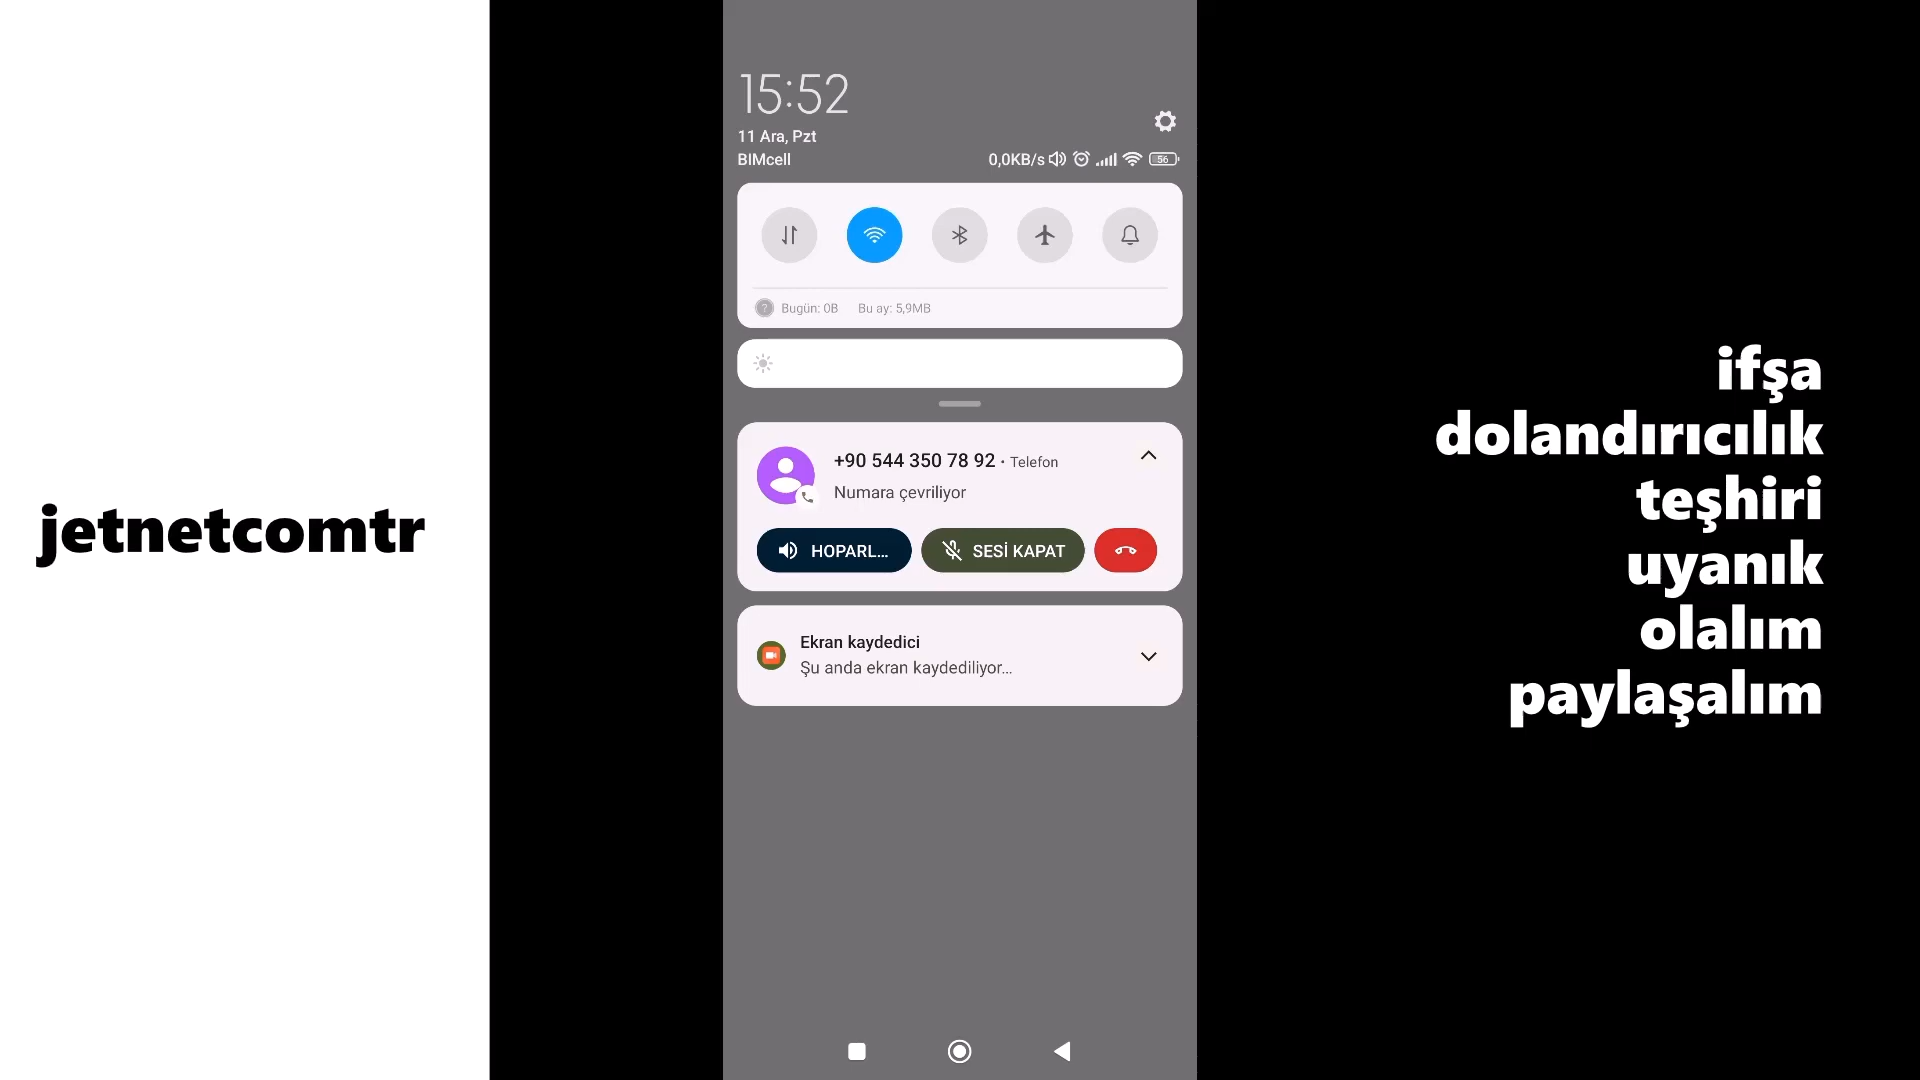 jetnetcomtr
15:52
11 Ara, Pzt
BIMcell
0,0KB/s
56
Bugün: 0B Bu ay: 5,9MB
+90 544 350 78 92 • Telefon
Numara çevriliyor
HOPARL...
SESİ KAPAT
Ekran kaydedici
Şu anda ekran kaydediliyor...
ifşa
dolandırıcılık
teşhiri
uyanık
olalım
paylaşalım